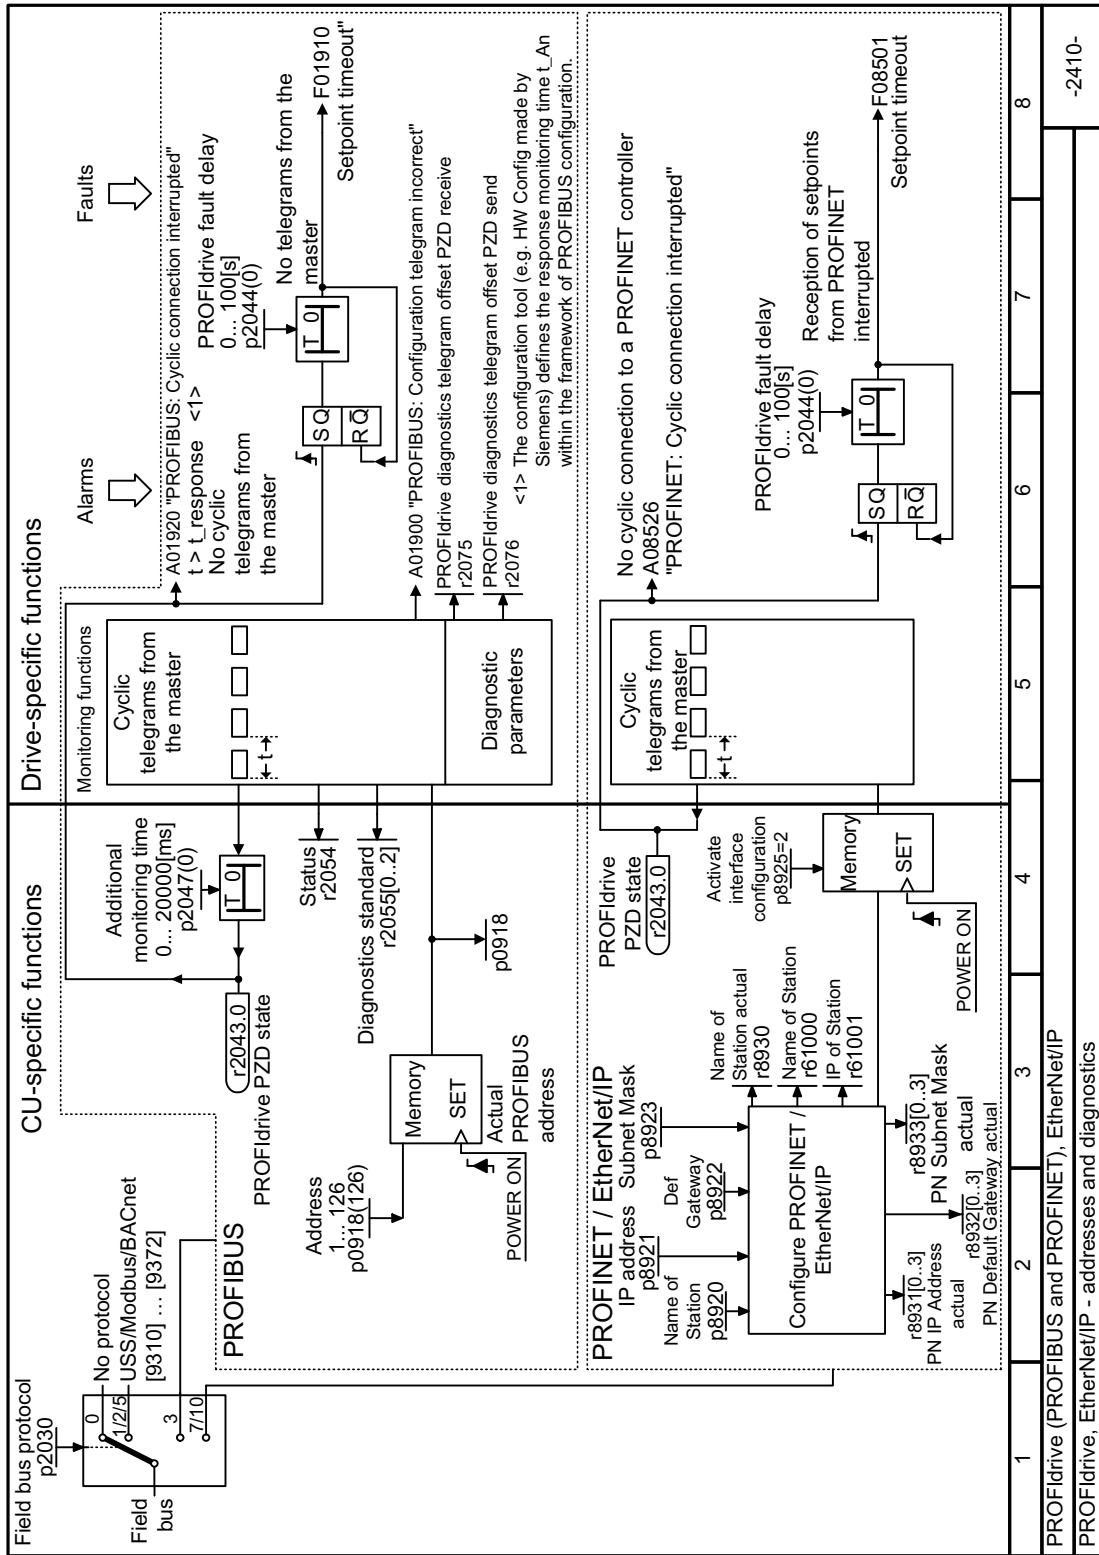 Field bus protocol
p2030
Field
bus
0
1/2/5
3
7/10
No protocol
USS/Modbus/BACnet
[9310] ... [9372]
CU-specific functions
Drive-specific functions
Alarms
Faults
PROFIBUS
Address
1... 126
p0918(126)
POWER ON
Memory
SET
Actual
PROFIBUS
address
p0918
r2043.0
PROFIdrive PZD state
Additional
monitoring time
0... 20000[ms]
p2047(0)
T 0
Status
r2054
Diagnostics standard
r2055[0..2]
Monitoring functions
Cyclic
telegrams from
the master
t
Diagnostic
parameters
A01920 "PROFIBUS: Cyclic connection interrupted"
t > t_response <1>
No cyclic
telegrams from
the master
S Q
R Q̅
PROFIdrive fault delay
0... 100[s]
p2044(0)
T 0
No telegrams from the
master
F01910
Setpoint timeout
A01900 "PROFIBUS: Configuration telegram incorrect"
PROFIdrive diagnostics telegram offset PZD receive
r2075
PROFIdrive diagnostics telegram offset PZD send
r2076
<1> The configuration tool (e.g. HW Config made by
Siemens) defines the response monitoring time t_An
within the framework of PROFIBUS configuration.
PROFINET / EtherNet/IP
Name of
Station
p8920
IP address
p8921
Def
Gateway
p8922
Subnet Mask
p8923
Configure PROFINET /
EtherNet/IP
Name of
Station actual
r8930
Name of Station
r61000
IP of Station
r61001
r8931[0..3]
PN IP Address
actual
r8932[0..3]
PN Default Gateway actual
r8933[0..3]
PN Subnet Mask
actual
PROFIdrive
PZD state
r2043.0
Activate
interface
configuration
p8925=2
Memory
SET
POWER ON
Cyclic
telegrams from
the master
t
No cyclic connection to a PROFINET controller
A08526
"PROFINET: Cyclic connection interrupted"
S Q
R Q̅
PROFIdrive fault delay
0... 100[s]
p2044(0)
T 0
Reception of setpoints
from PROFINET
interrupted
F08501
Setpoint timeout
1
2
3
4
5
6
7
8
PROFIdrive (PROFIBUS and PROFINET), EtherNet/IP
PROFIdrive, EtherNet/IP - addresses and diagnostics
-2410-